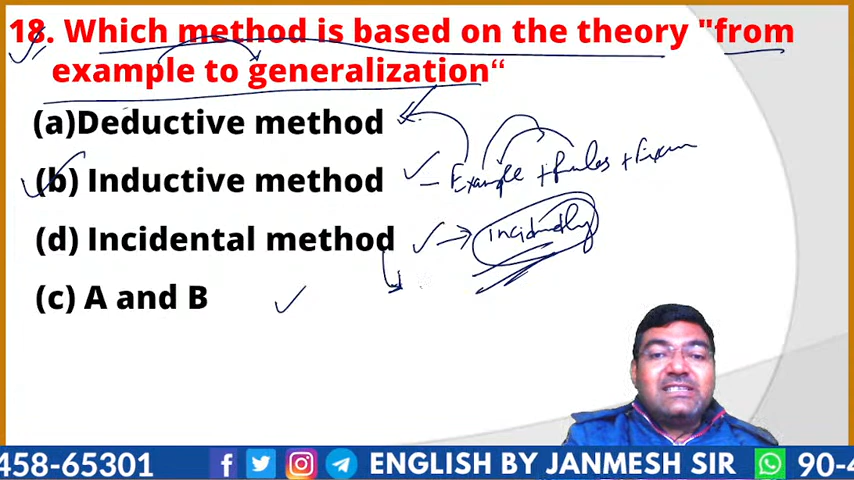 18. Which method is based on the theory "from
example to generalization“
(a)Deductive method
(b) Inductive method
– Example + Rules +
(d) Incidental method
incidently
(c) A and B
458-65301 ENGLISH BY JANMESH SIR 90-4